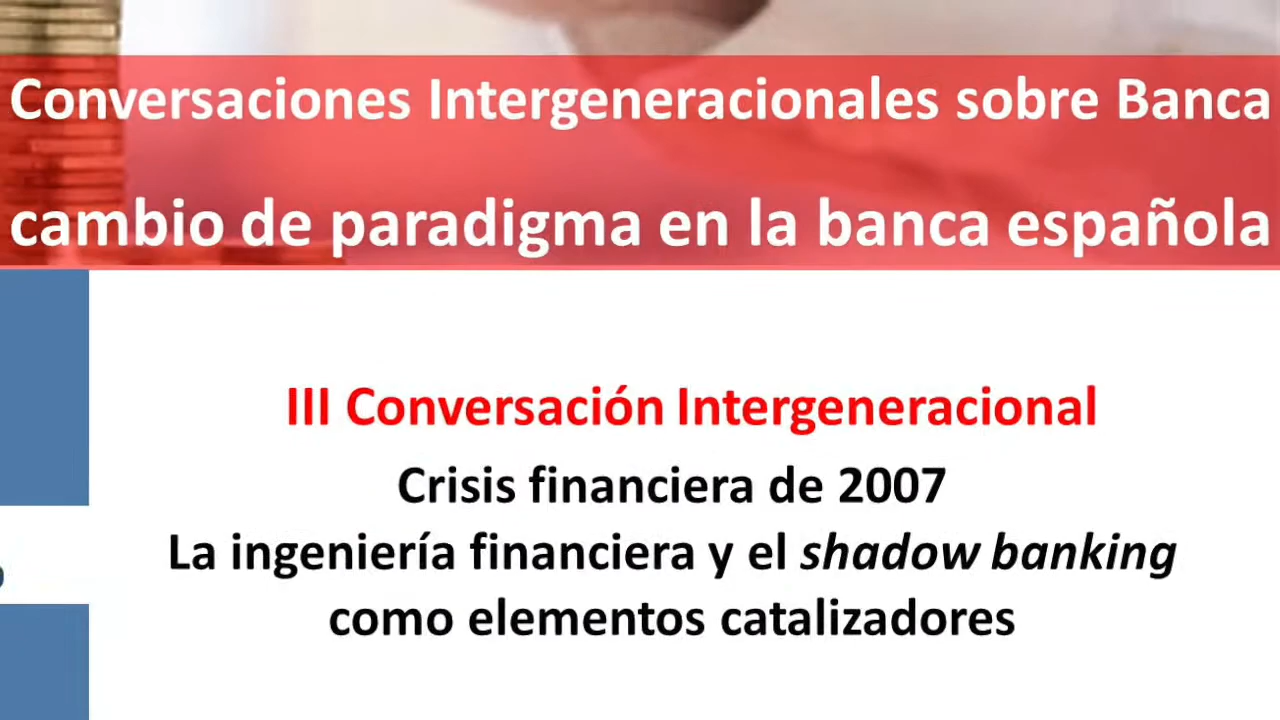 Conversaciones Intergeneracionales sobre Banca
cambio de paradigma en la banca española
III Conversación Intergeneracional
Crisis financiera de 2007
La ingeniería financiera y el shadow banking
como elementos catalizadores